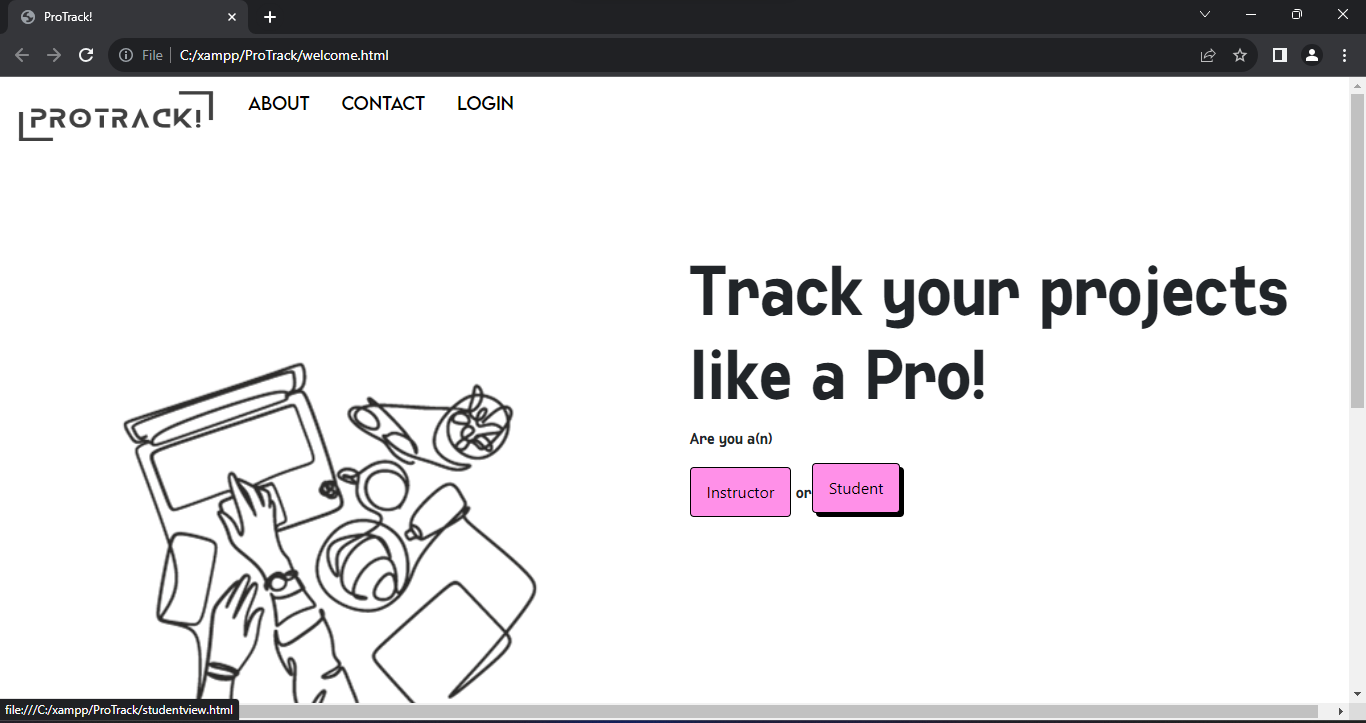 ProTrack!
File
C:/xampp/ProTrack/welcome.html
PROTRACK!
ABOUT
CONTACT
LOGIN
Track your projects
like a Pro!
Are you a(n)
Instructor or Student
file:///C:/xampp/ProTrack/studentview.html